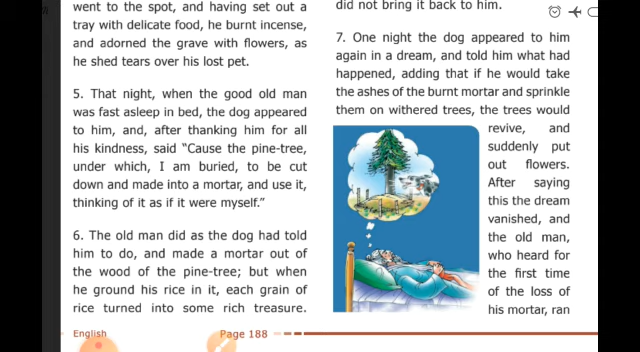 went to the spot, and having set out a
tray with delicate food, he burnt incense,
and adorned the grave with flowers, as
he shed tears over his lost pet.
5. That night, when the good old man
was fast asleep in bed, the dog appeared
to him, and, after thanking him for all
his kindness, said “Cause the pine-tree,
under which, I am buried, to be cut
down and made into a mortar, and use it,
thinking of it as if it were myself.”
6. The old man did as the dog had told
him to do, and made a mortar out of
the wood of the pine-tree; but when
he ground his rice in it, each grain of
rice turned into some rich treasure.
did not bring it back to him.
7. One night the dog appeared to him
again in a dream, and told him what had
happened, adding that if he would take
the ashes of the burnt mortar and sprinkle
them on withered trees, the trees would
revive, and
suddenly put
out flowers.
After saying
this the dream
vanished, and
the old man,
who heard for
the first time
of the loss of
his mortar, ran
English
Page 188